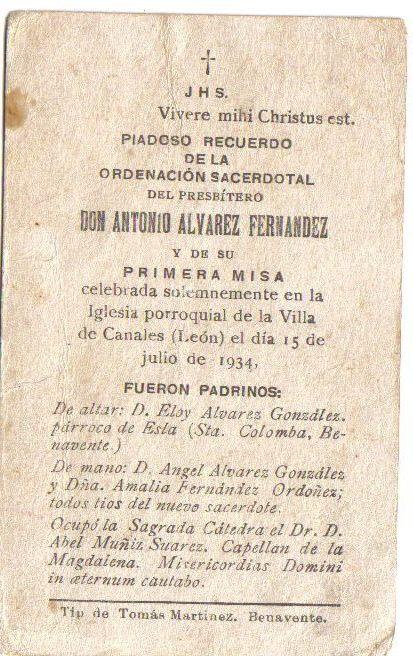 †
JHS.
Vivere mihi Christus est.
PIADOSO RECUERDO
DE LA
ORDENACIÓN SACERDOTAL
DEL PRESBÍTERO
DON ANTONIO ALVAREZ FERNANDEZ
Y DE SU
PRIMERA MISA
celebrada solemnemente en la
Iglesia porroquial de la Villa
de Canales (León) el día 15 de
julio de 1934,
FUERON PADRINOS:
De altar: D. Eloy Alvarez González.
párroco de Esla (Sta. Colomba, Be-
navente.)
De mano: D. Angel Alvarez González
y Dña. Amalia Fernández Ordoñez;
todos tios del nuevo sacerdote.
Ocupó la Sagrada Cátedra el Dr. D.
Abel Muñiz Suarez. Capellan de la
Magdalena. Misericordias Domini
in æternum cautabo.
Tip de Tomás Martinez. Benavente.